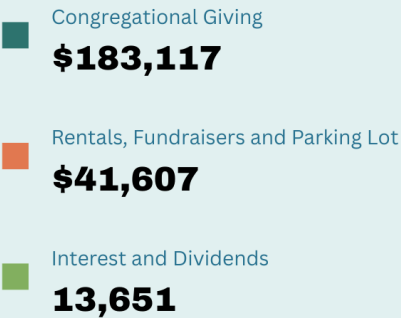 Congregational Giving
$183,117
Rentals, Fundraisers and Parking Lot
$41,607
Interest and Dividends
13,651